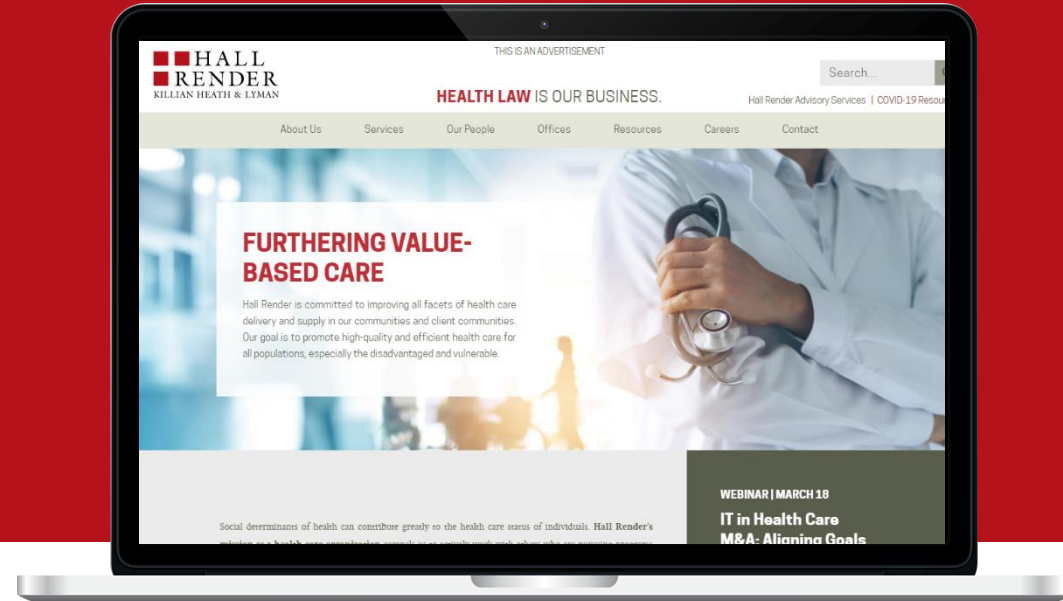 THIS IS AN ADVERTISEMENT
HALL
RENDER
KILLIAN HEATH & LYMAN
Search...
HEALTH LAW IS OUR BUSINESS.
Hall Render Advisory Services | COVID-19 Resour
About Us Services Our People Offices Resources Careers Contact
FURTHERING VALUE-
BASED CARE
Hall Render is committed to improving all facets of health care
delivery and supply in our communities and client communities.
Our goal is to promote high-quality and efficient health care for
all populations, especially the disadvantaged and vulnerable.
WEBINAR | MARCH 18
IT in Health Care
M&A: Aligning Goals
Social determinants of health can contribute greatly to the health care status of individuals. Hall Render's